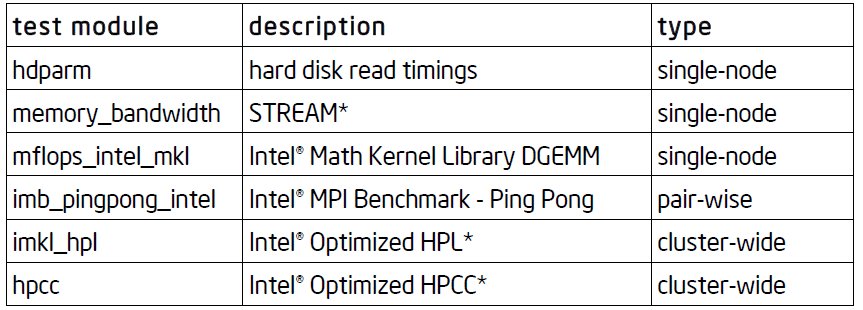 test module description type
hdparm hard disk read timings single-node
memory_bandwidth STREAM* single-node
mflops_intel_mkl Intel® Math Kernel Library DGEMM single-node
imb_pingpong_intel Intel® MPI Benchmark - Ping Pong pair-wise
imkl_hpl Intel® Optimized HPL* cluster-wide
hpcc Intel® Optimized HPCC* cluster-wide